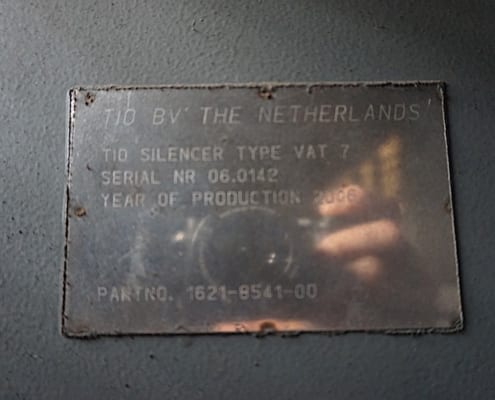 TIO BV' THE NETHERLANDS'
TIO SILENCER TYPE VAT 7
SERIAL NR 06.0142
YEAR OF PRODUCTION 2006
PARTNO. 1621-8541-00